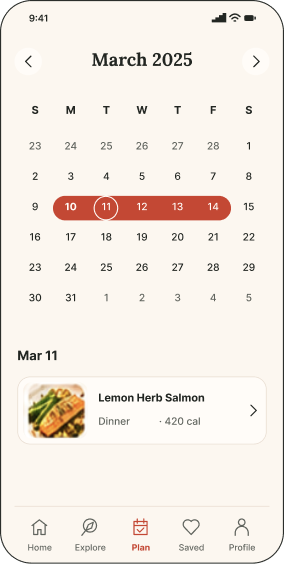 9:41
March 2025
S M T W T F S
23 24 25 26 27 28 1
2 3 4 5 6 7 8
9 10 11 12 13 14 15
16 17 18 19 20 21 22
23 24 25 26 27 28 29
30 31 1 2 3 4 5
Mar 11
Lemon Herb Salmon
Dinner · 420 cal
Home Explore Plan Saved Profile